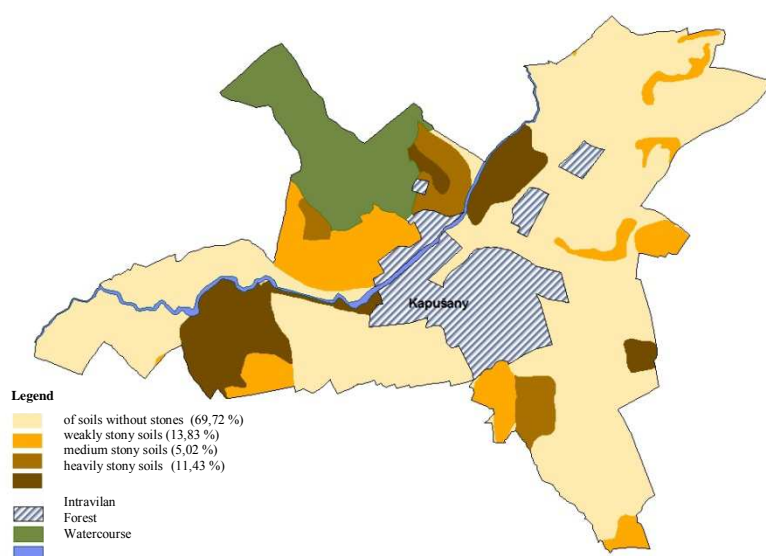 Kapusany
Legend
of soils without stones (69,72 %)
weakly stony soils (13,83 %)
medium stony soils (5,02 %)
heavily stony soils (11,43 %)
Intravilan
Forest
Watercourse